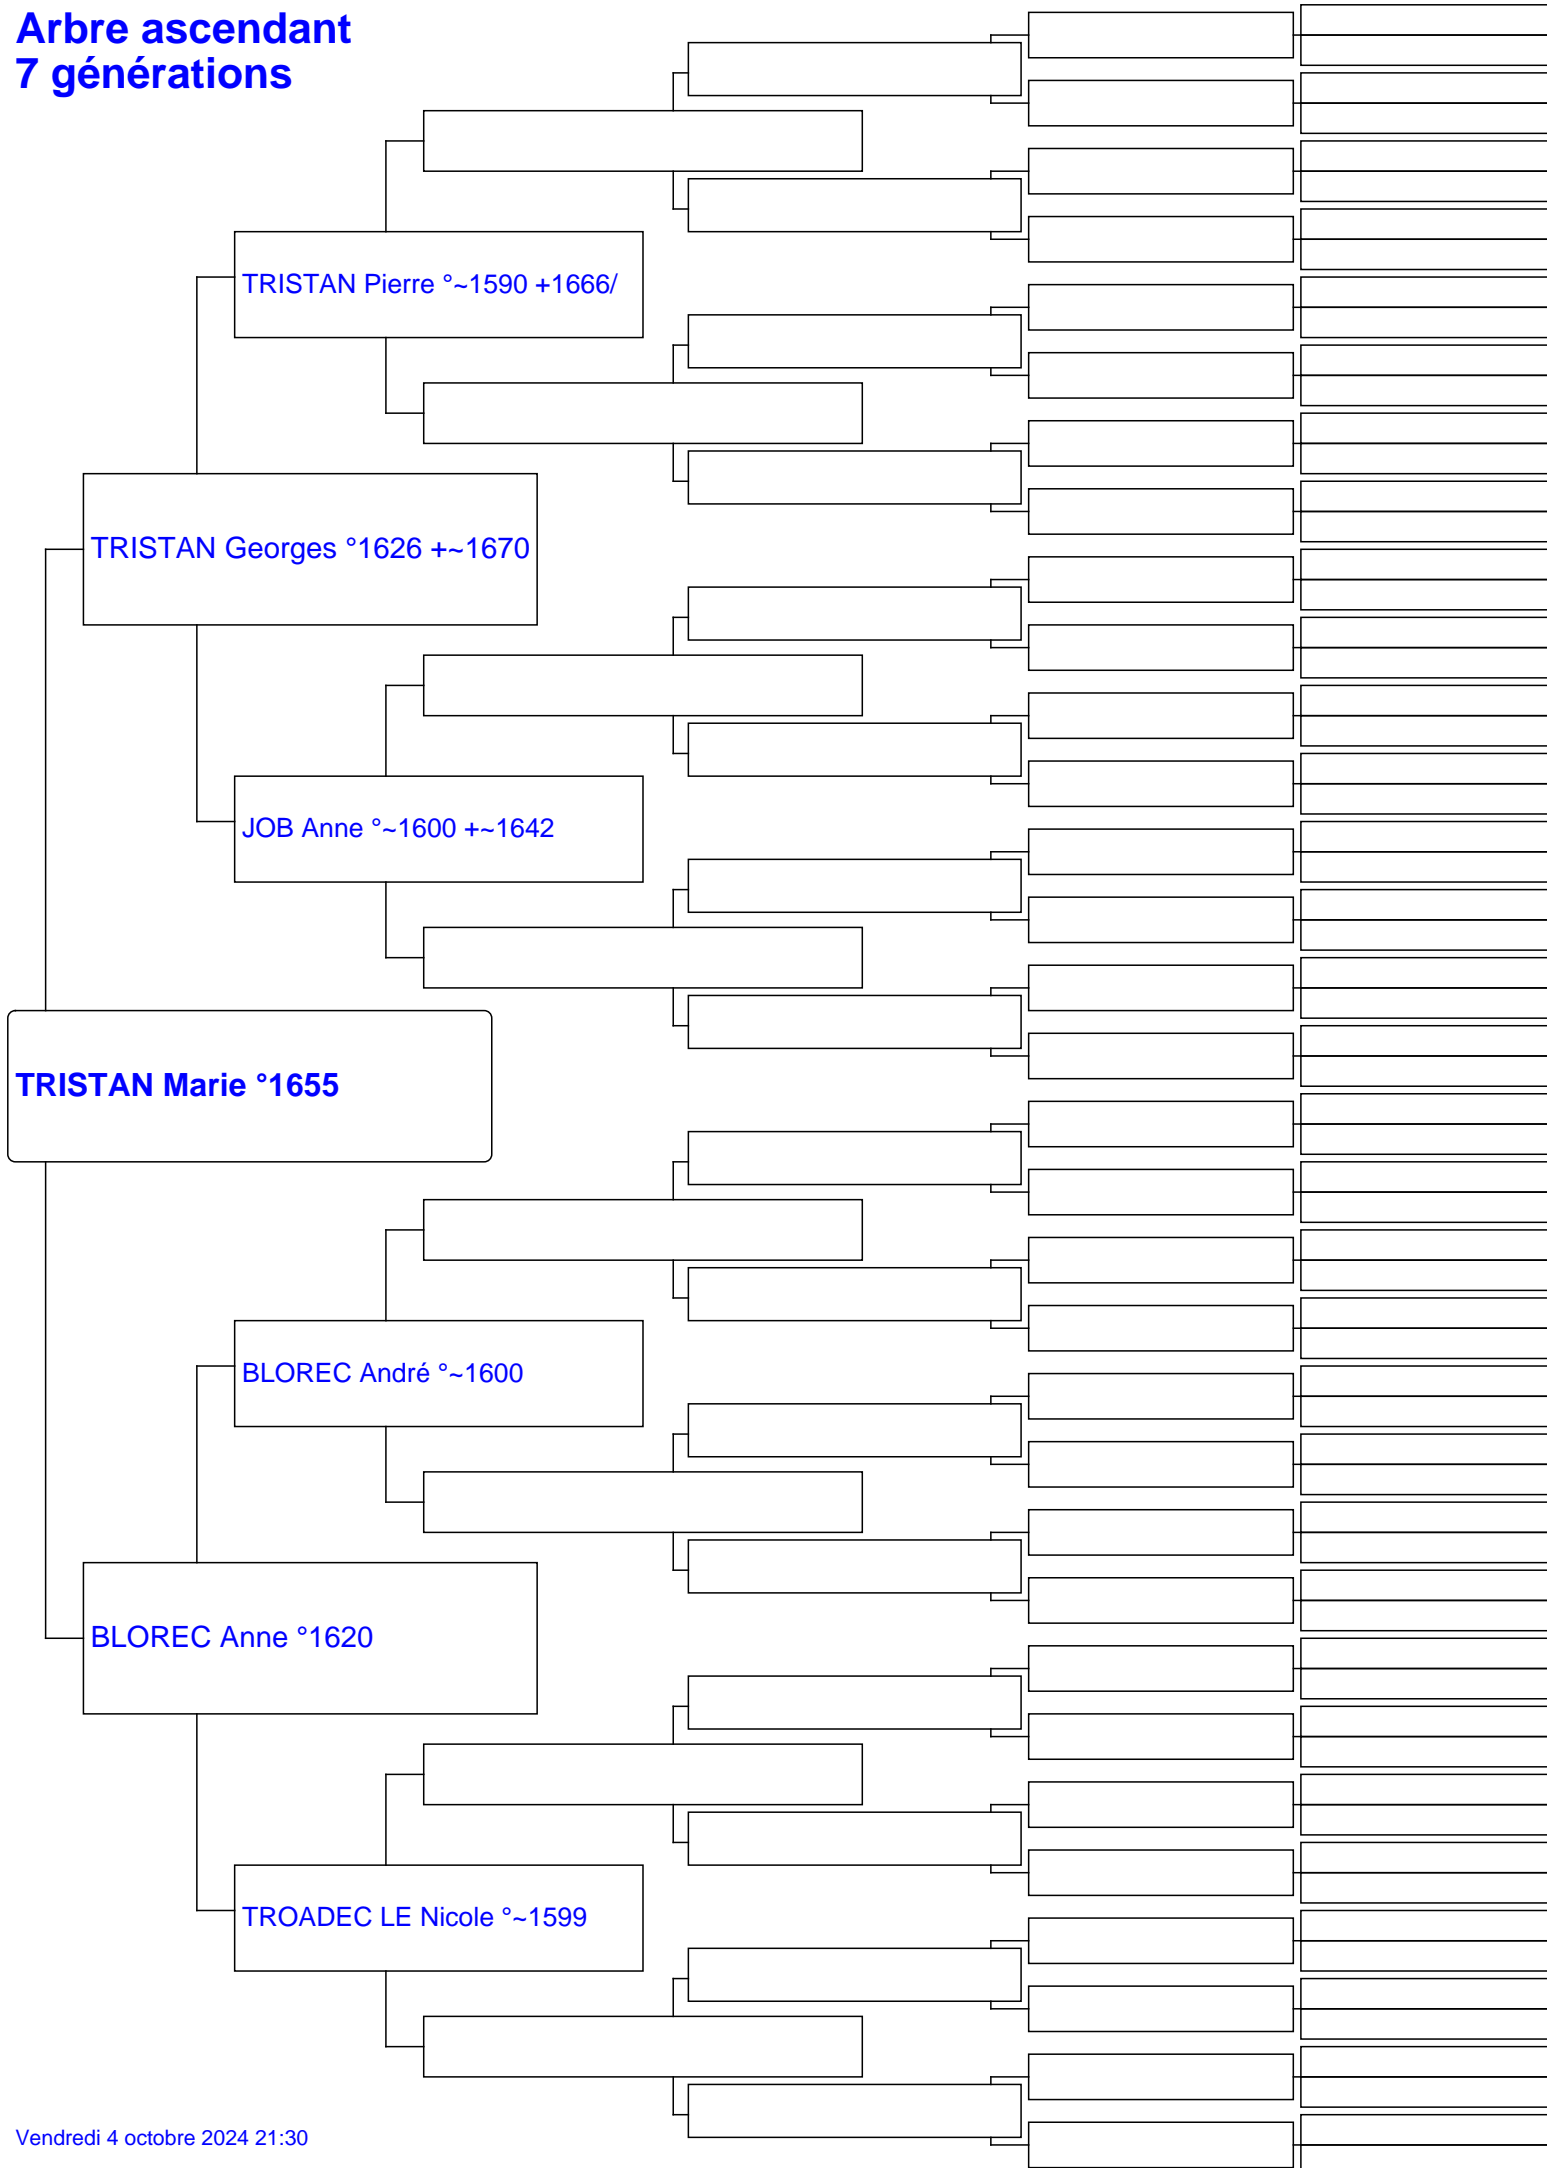 Arbre ascendant
7 générations
TRISTAN Pierre °~1590 +1666/
TRISTAN Georges °1626 +~1670
JOB Anne °~1600 +~1642
TRISTAN Marie °1655
BLOREC André °~1600
BLOREC Anne °1620
TROADEC LE Nicole °~1599
Vendredi 4 octobre 2024 21:30